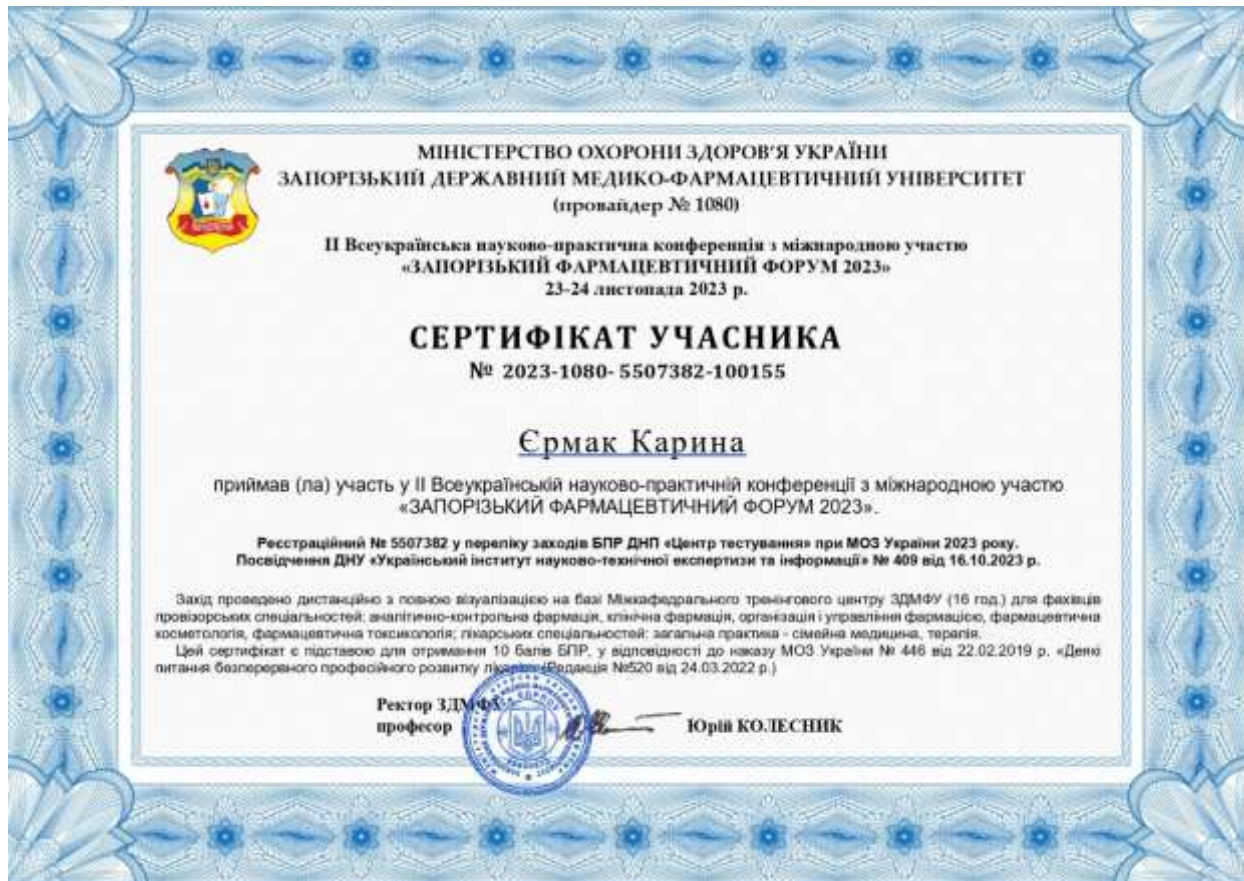 МІНІСТЕРСТВО ОХОРОНИ ЗДОРОВ'Я УКРАЇНИ
ЗАПОРІЗЬКИЙ ДЕРЖАВНИЙ МЕДИКО-ФАРМАЦЕВТИЧНИЙ УНІВЕРСИТЕТ
(провайдер № 1080)
ІІ Всеукраїнська науково-практична конференція з міжнародною участю
«ЗАПОРІЗЬКИЙ ФАРМАЦЕВТИЧНИЙ ФОРУМ 2023»
23-24 листопада 2023 р.
СЕРТИФІКАТ УЧАСНИКА
№ 2023-1080- 5507382-100155
Єрмак Карина
приймав (ла) участь у ІІ Всеукраїнській науково-практичній конференції з міжнародною участю
«ЗАПОРІЗЬКИЙ ФАРМАЦЕВТИЧНИЙ ФОРУМ 2023».
Реєстраційний № 5507382 у переліку заходів БПР ДНП «Центр тестування» при МОЗ України 2023 року.
Посвідчення ДНУ «Український інститут науково-технічної експертизи та інформації» № 409 від 16.10.2023 р.
Захід проведено дистанційно з повною візуалізацією на базі Міжкафедрального тренінгового центру ЗДМФУ (16 год.) для фахівців
провізорських спеціальностей: аналітично-контрольна фармація, клінічна фармація, організація і управління фармацією, фармацевтична
косметологія, фармацевтична токсикологія; лікарських спеціальностей: загальна практика - сімейна медицина, терапія.
Цей сертифікат є підставою для отримання 10 балів БПР, у відповідності до наказу МОЗ України № 446 від 22.02.2019 р. «Деякі
питання безперервного професійного розвитку лікарів» (Редакція №520 від 24.03.2022 р.)
Ректор ЗДМФУ
професор
Юрій КОЛЕСНИК